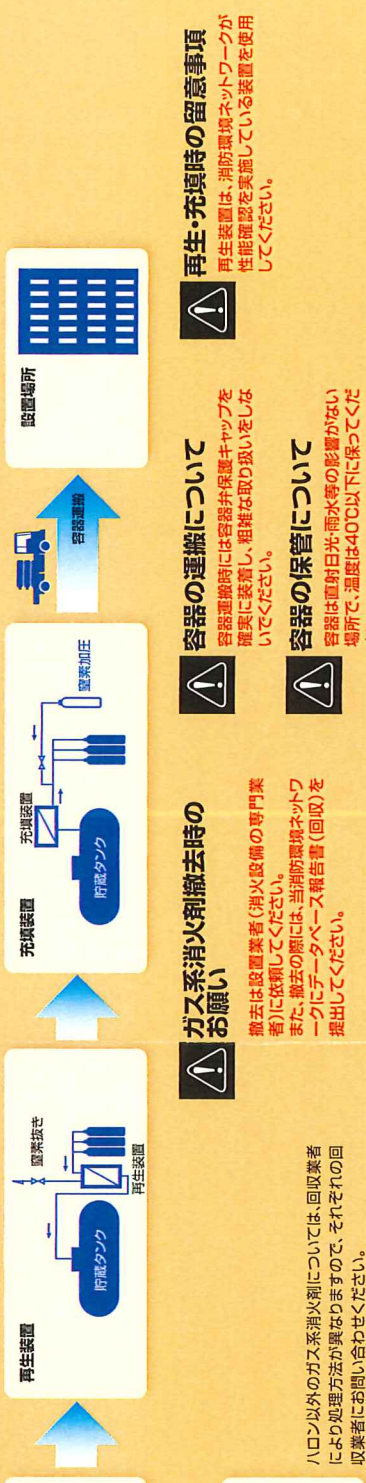 再生装置
窒素抜き
貯蔵タンク
再生装置
充填装置
充填装置
窒素加圧
貯蔵タンク
容器運搬
設置場所
ハロン以外のガス系消火剤については、回収業者
により処理方法が異なりますので、それぞれの回
収業者にお問い合わせください。
ガス系消火剤撤去時の
お願い
撤去は設置業者(消火設備の専門業
者)に依頼してください。
また、撤去の際には、当消防環境ネットワ
ークにデータベース報告書(回収)を
提出してください。
容器の運搬について
容器運搬時には容器弁保護キャップを
確実に装着し、粗雑な取り扱いをしな
いでください。
容器の保管について
容器は直射日光・雨水等の影響がない
場所で、温度は40℃以下に保ってくだ
再生・充填時の留意事項
再生装置は、消防環境ネットワークが
性能確認を実施している装置を使用
してください。